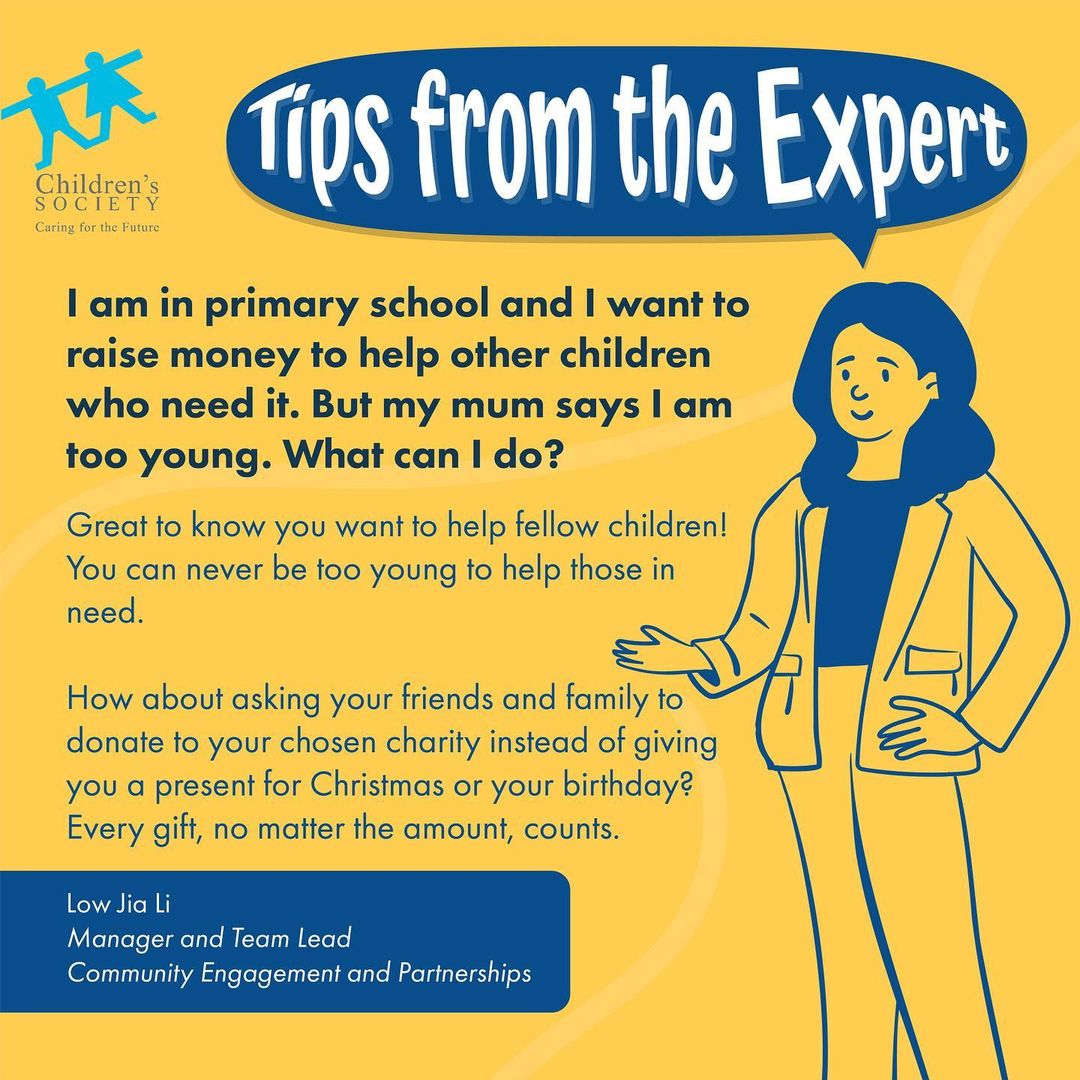 Children's
SOCIETY
Caring for the Future
Tips from the Expert
I am in primary school and I want to
raise money to help other children
who need it. But my mum says I am
too young. What can I do?
Great to know you want to help fellow children!
You can never be too young to help those in
need.
How about asking your friends and family to
donate to your chosen charity instead of giving
you a present for Christmas or your birthday?
Every gift, no matter the amount, counts.
Low Jia Li
Manager and Team Lead
Community Engagement and Partnerships